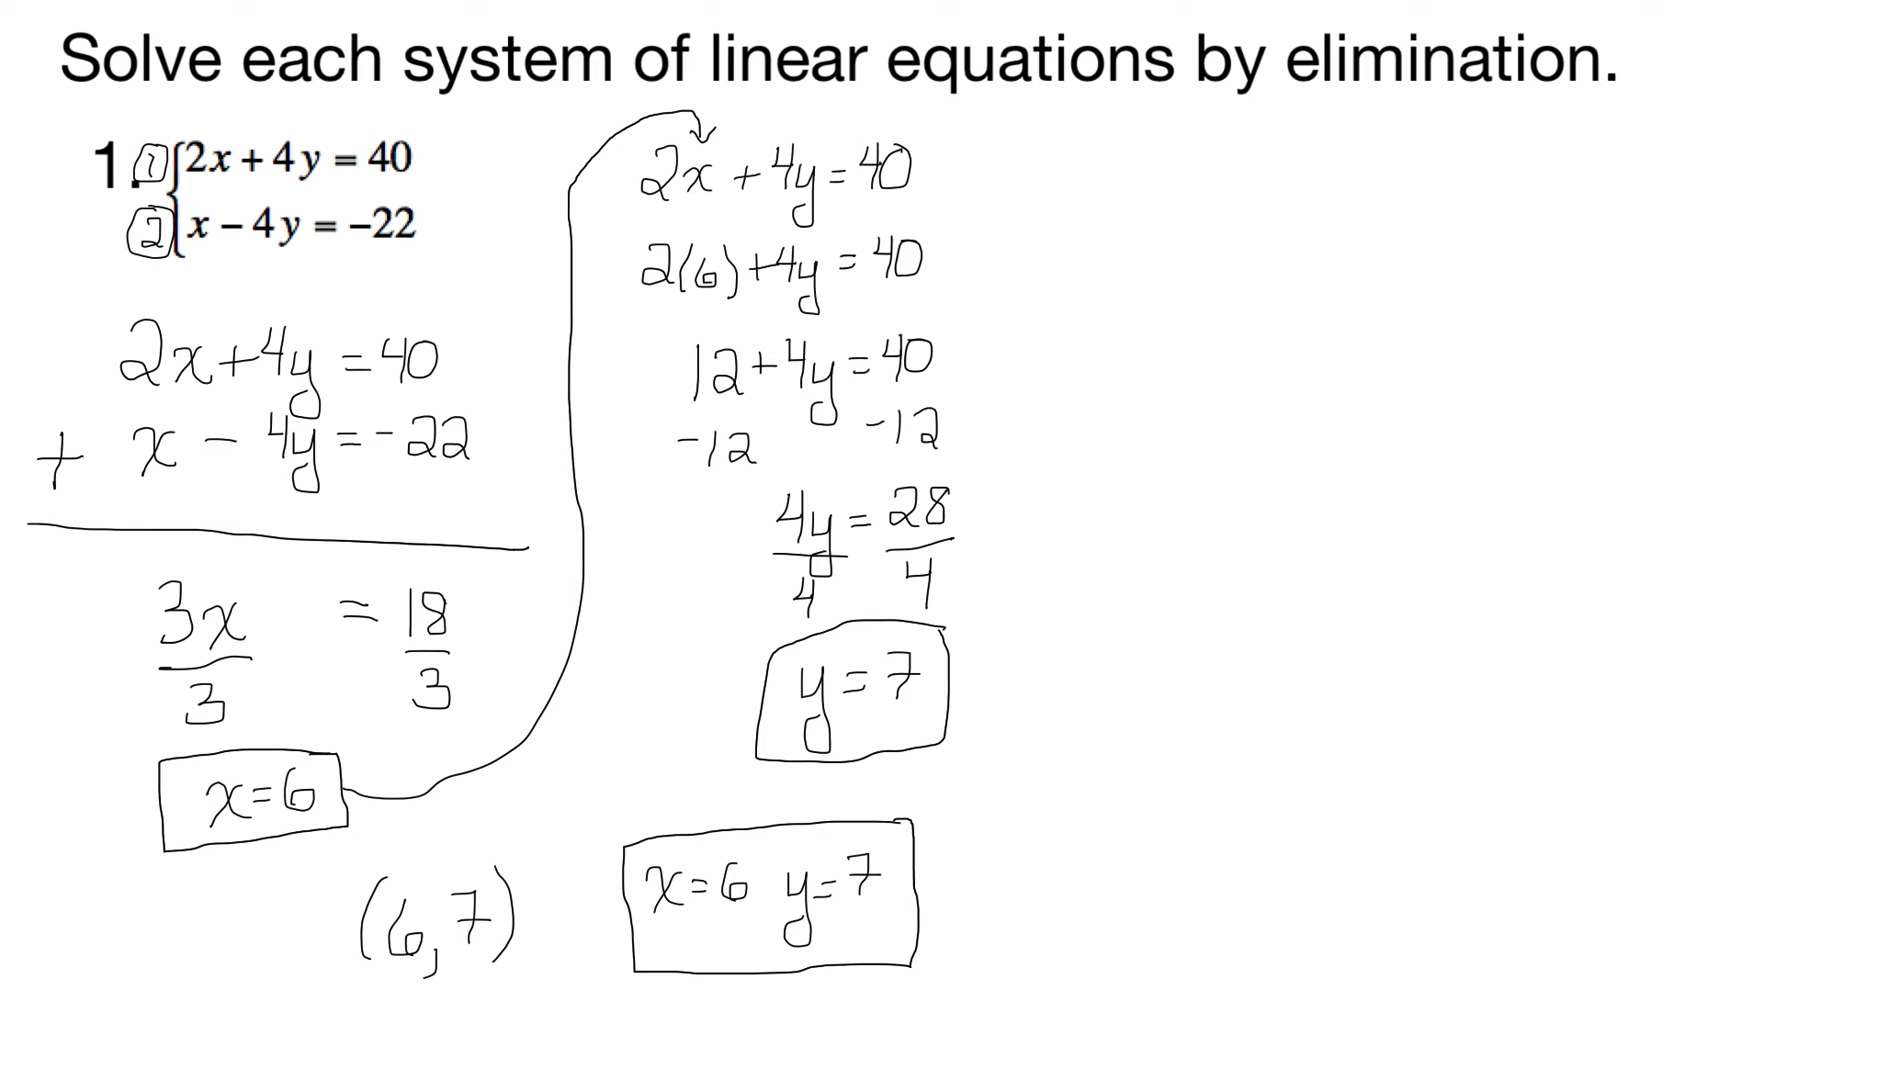 Solve each system of linear equations by elimination.
1. 1 2x + 4y = 40
2 x − 4y = −22
2x + 4y = 40
+ x − 4y = -22
3x = 18
3 3
x = 6
(6, 7)
2x + 4y = 40
2(6) + 4y = 40
12 + 4y = 40
-12 -12
4y = 28
4 4
y = 7
x = 6 y = 7